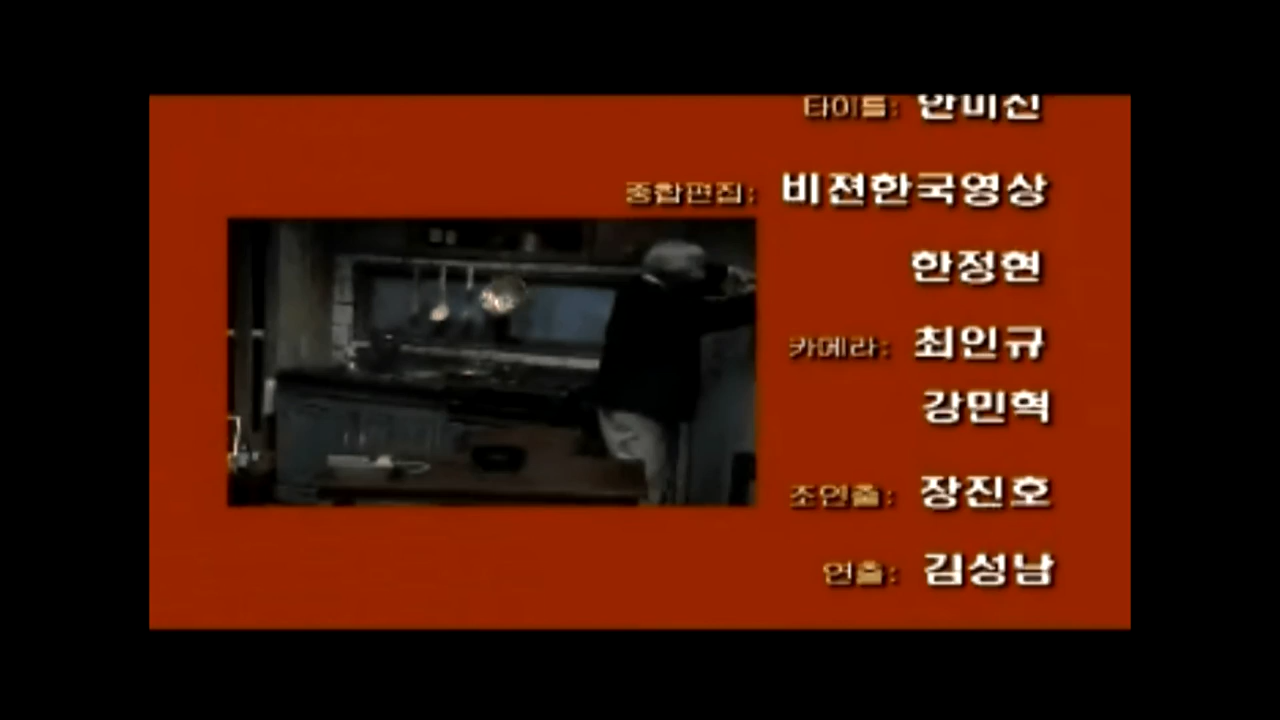 타이틀: 안미진
종합편집: 비젼한국영상
한정현
카메라: 최인규
강민혁
조연출: 장진호
연출: 김성남